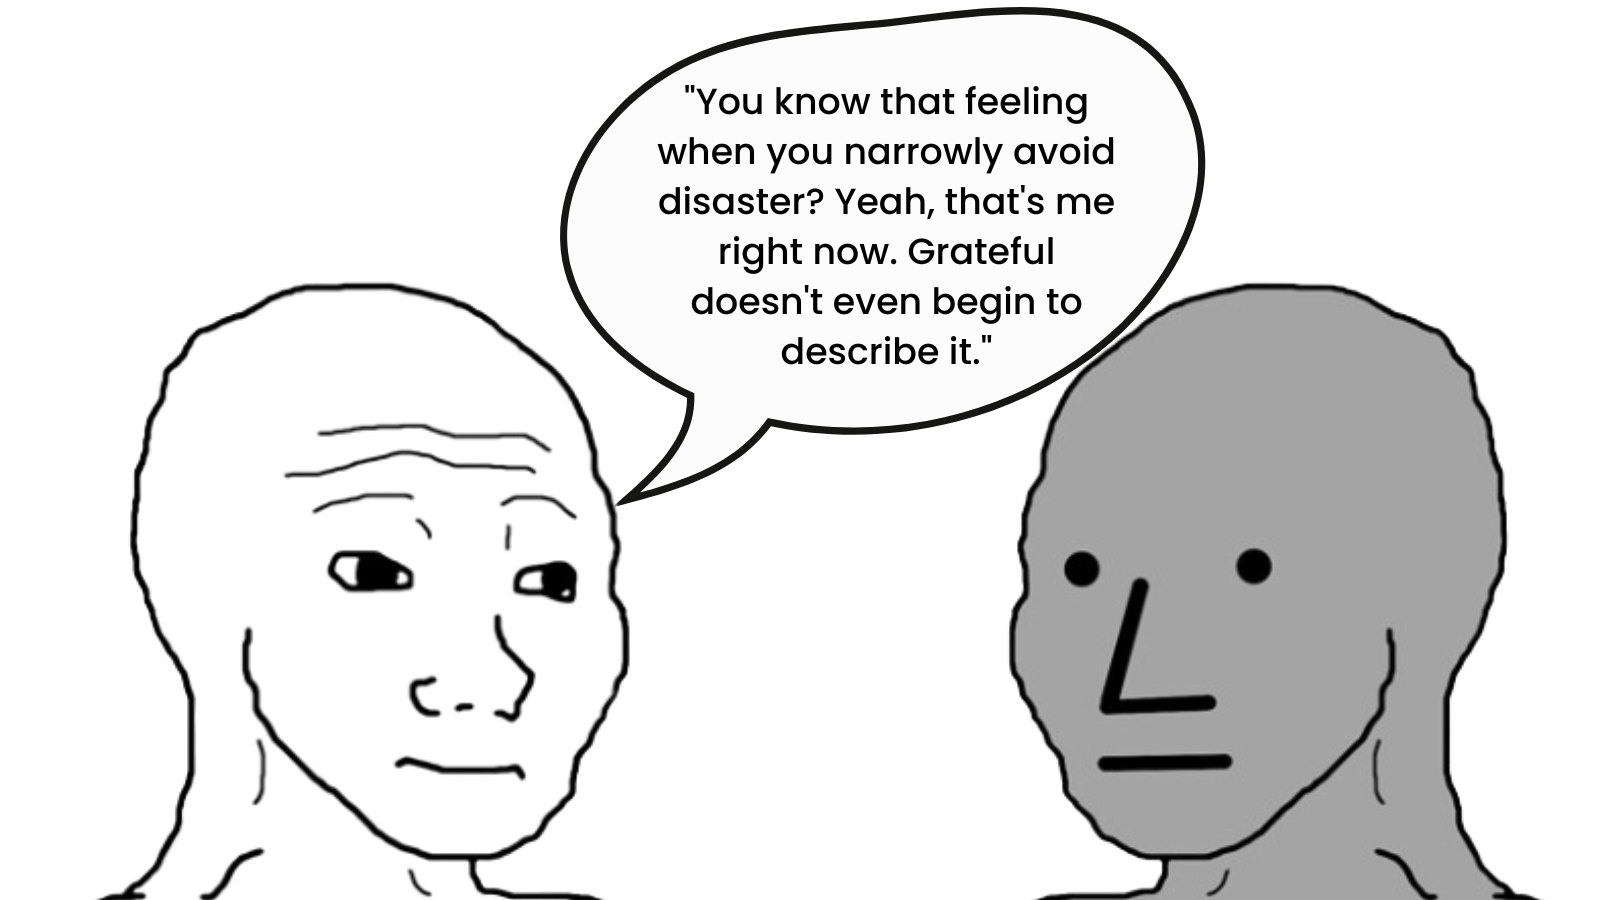 "You know that feeling
when you narrowly avoid
disaster? Yeah, that's me
right now. Grateful
doesn't even begin to
describe it."